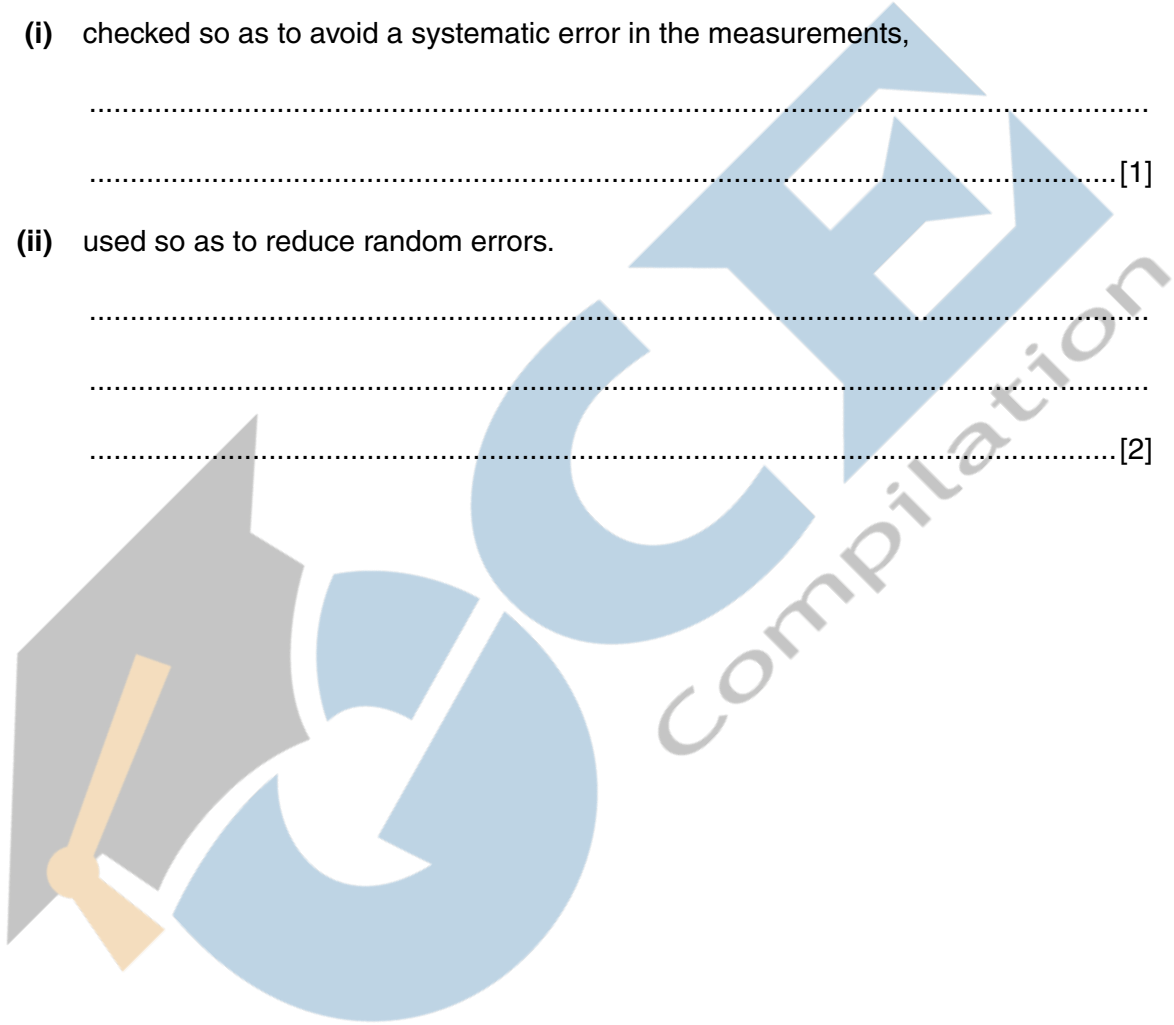 (i) checked so as to avoid a systematic error in the measurements,
..........................................................................................................................................
......................................................................................................................................[1]
(ii) used so as to reduce random errors.
..........................................................................................................................................
..........................................................................................................................................
......................................................................................................................................[2]
GCE
Compilation